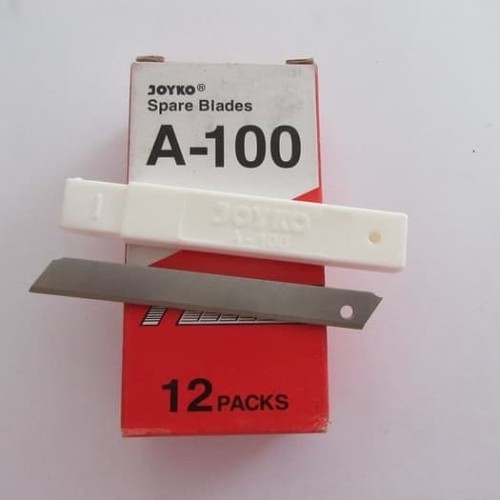 JOYKO®
Spare Blades
A-100
JOYKO
A-100
12 PACKS